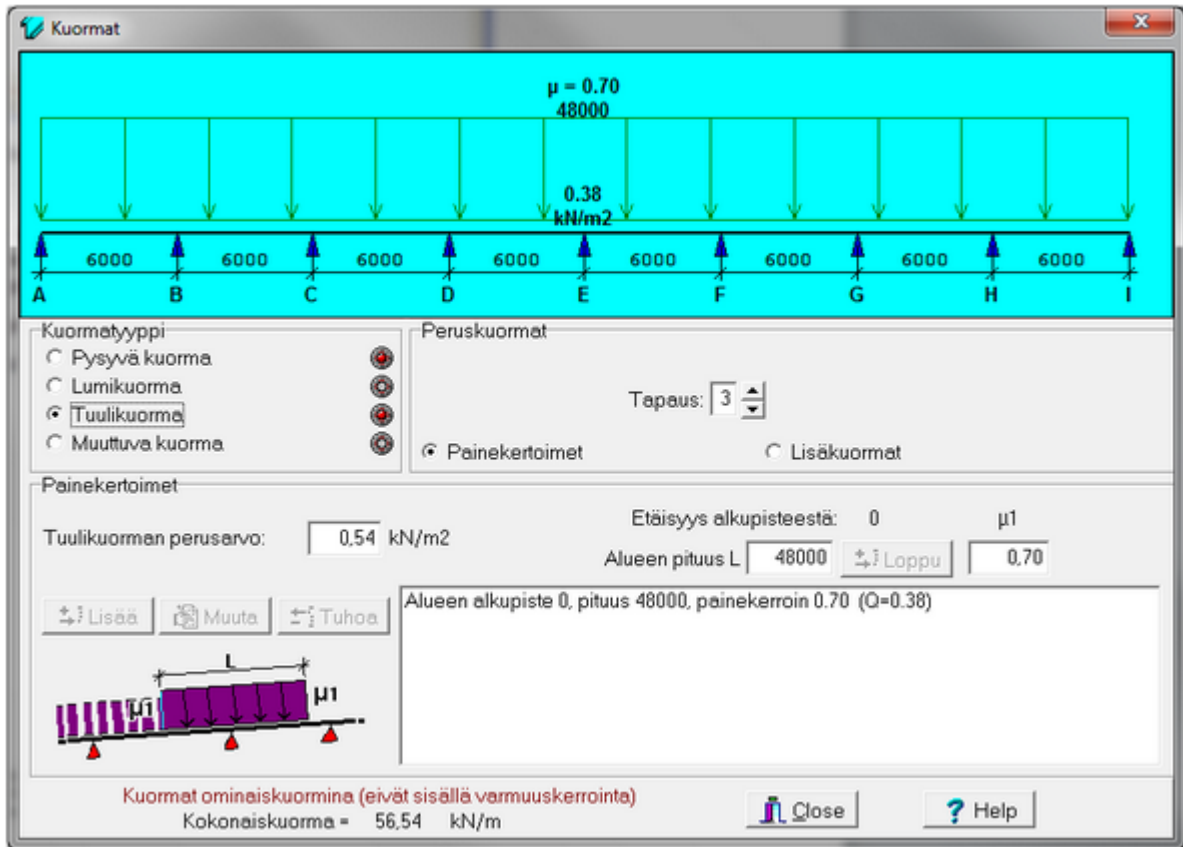 Kuormat
x
µ = 0.70
48000
0.38
kN/m2
6000 6000 6000 6000 6000 6000 6000 6000
A B C D E F G H I
Kuormatyyppi
Pysyvä kuorma
Lumikuorma
Tuulikuorma
Muuttuva kuorma
Peruskuormat
Tapaus: 3
Painekertoimet Lisäkuormat
Painekertoimet
Tuulikuorman perusarvo: 0,54 kN/m2
Etäisyys alkupisteestä: 0 µ1
Alueen pituus L 48000 Loppu 0,70
Lisää Muuta Tuhoa
Alueen alkupiste 0, pituus 48000, painekerroin 0.70 (Q=0.38)
L
µ1 µ1
Kuormat ominaiskuormina (eivät sisällä varmuuskerrointa)
Kokonaiskuorma = 56,54 kN/m
Close
? Help